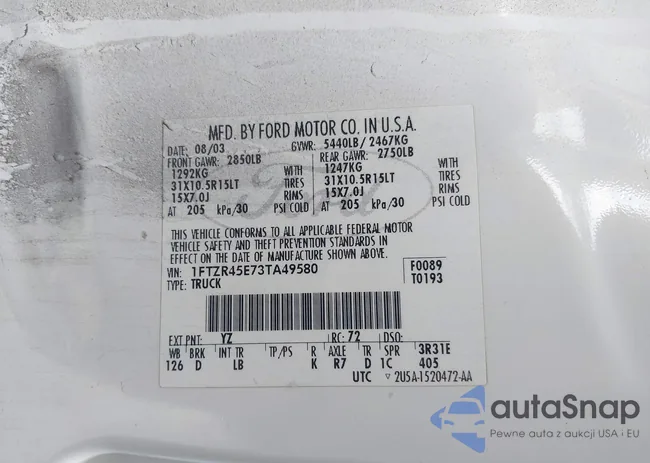 MFD. BY FORD MOTOR CO. IN U.S.A.
DATE: 08/03 GVWR: 5440LB/ 2467KG
FRONT GAWR: 2850LB REAR GAWR: 2750LB
1292KG WITH 1247KG WITH
31X10.5R15LT TIRES 31X10.5R15LT TIRES
15X7.0J RIMS 15X7.0J RIMS
AT 205 kPa/30 PSI COLD AT 205 kPa/30 PSI COLD
Ford
THIS VEHICLE CONFORMS TO ALL APPLICABLE FEDERAL MOTOR
VEHICLE SAFETY AND THEFT PREVENTION STANDARDS IN
EFFECT ON THE DATE OF MANUFACTURE SHOWN ABOVE.
VIN: 1FTZR45E73TA49580 F0089
TYPE: TRUCK T0193
EXT PNT: YZ RC: 72 DSO:
WB BRK INT TR TP/PS R AXLE TR SPR 3R31E
126 D LB K R7 D 1C 405
UTC ▽ 2U5A-1520472-AA
autoSnap
Pewne auta z aukcji USA i EU